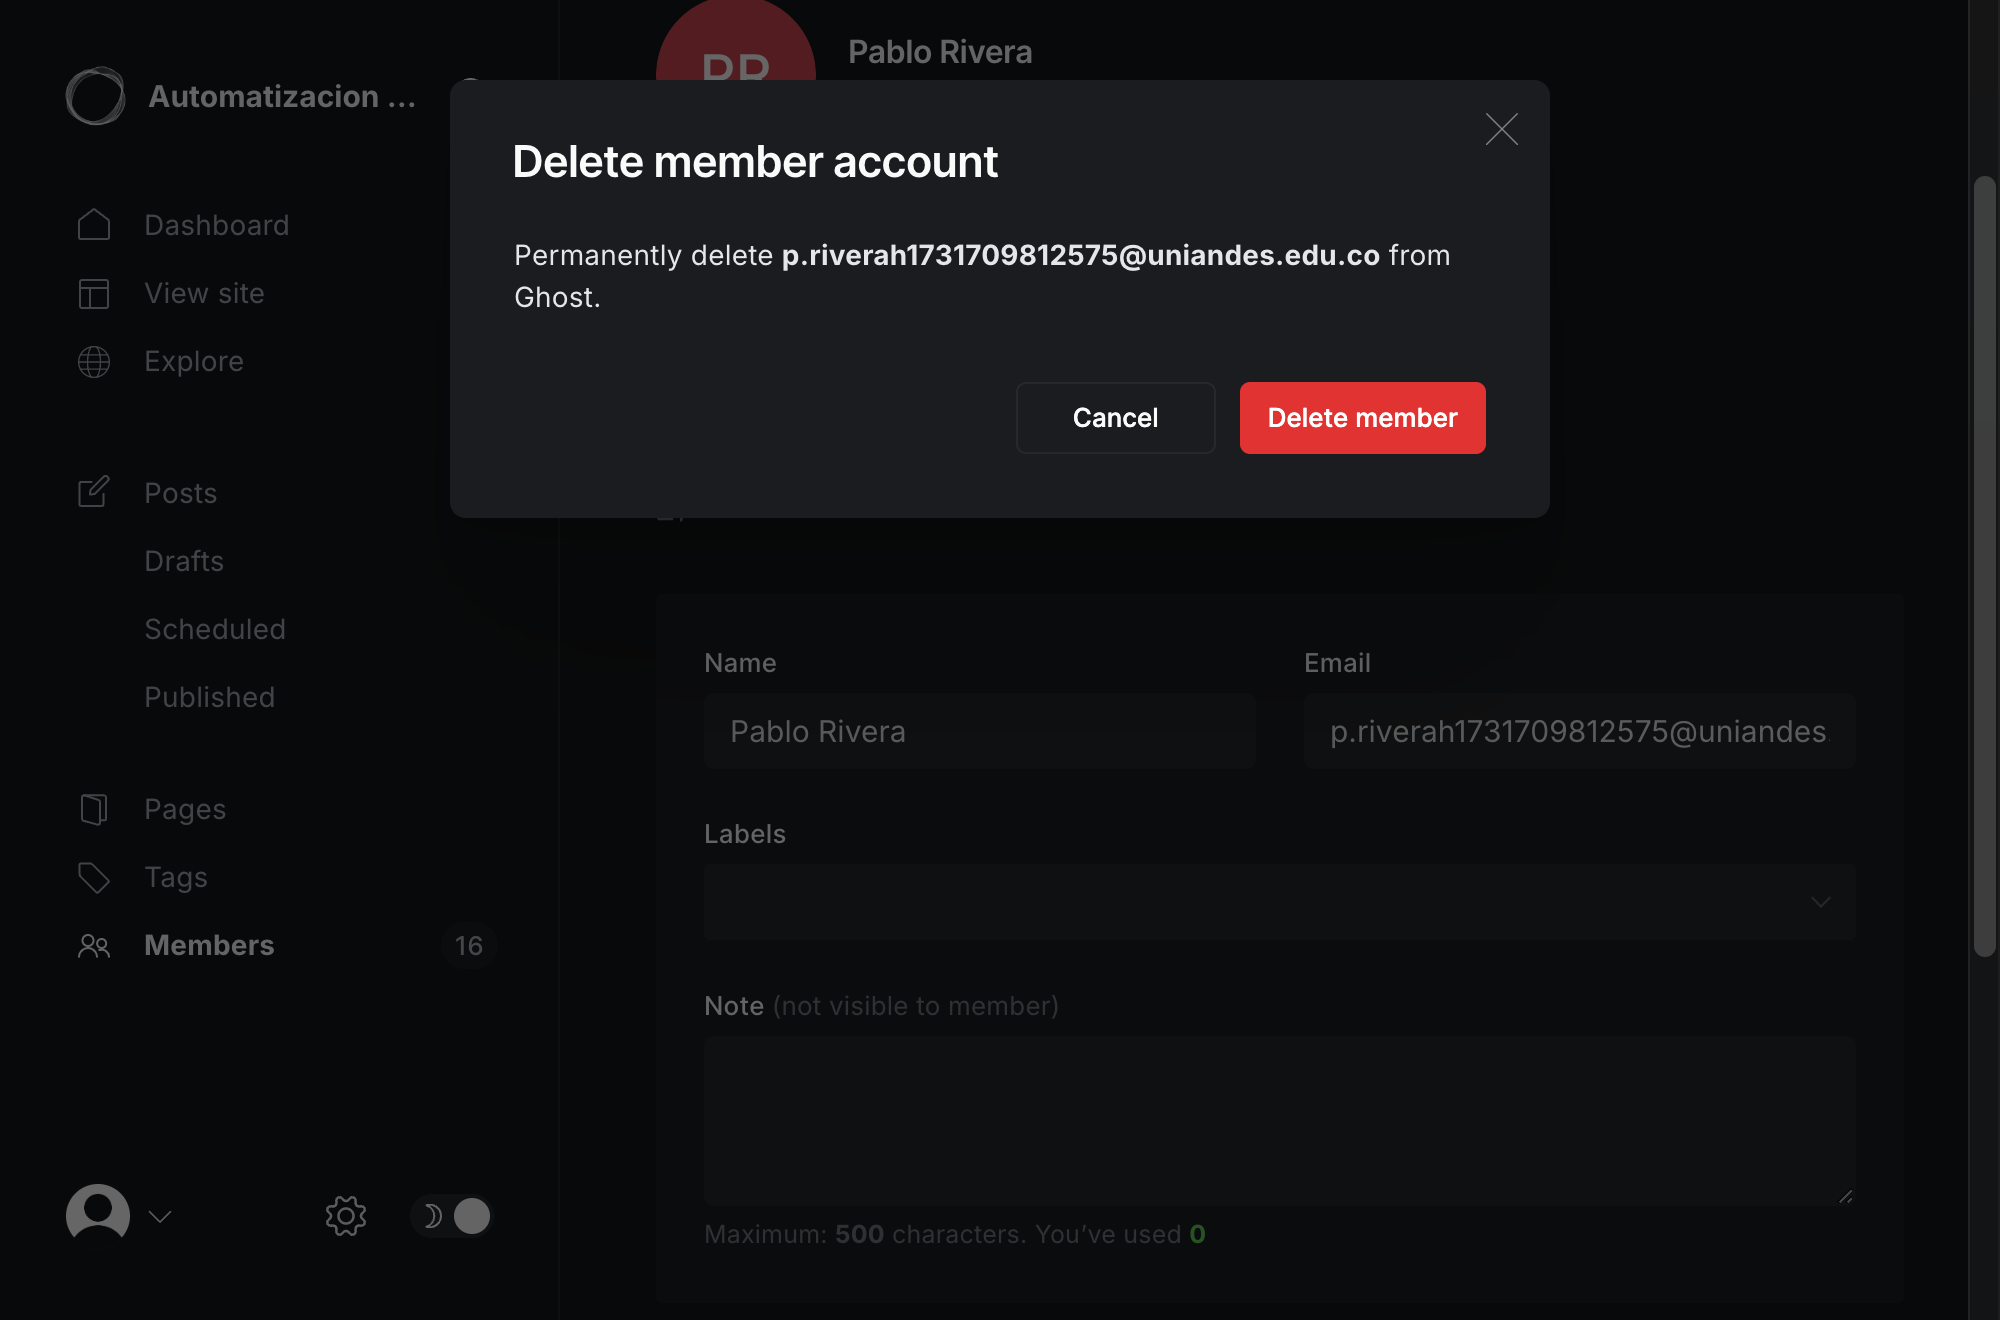 Automatizacion ...
Dashboard
View site
Explore
Posts
Drafts
Scheduled
Published
Pages
Tags
Members 16
Pablo Rivera
Delete member account
Permanently delete p.riverah1731709812575@uniandes.edu.co from
Ghost.
Cancel Delete member
Name
Pablo Rivera
Email
p.riverah1731709812575@uniandes.
Labels
Note (not visible to member)
Maximum: 500 characters. You’ve used 0